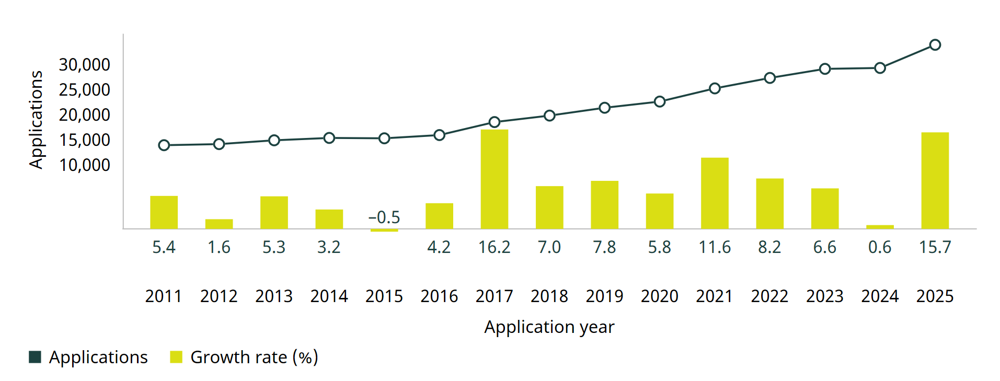 Applications
30,000
25,000
20,000
15,000
10,000
–0.5
5.4 1.6 5.3 3.2 4.2 16.2 7.0 7.8 5.8 11.6 8.2 6.6 0.6 15.7
2011 2012 2013 2014 2015 2016 2017 2018 2019 2020 2021 2022 2023 2024 2025
Application year
Applications Growth rate (%)